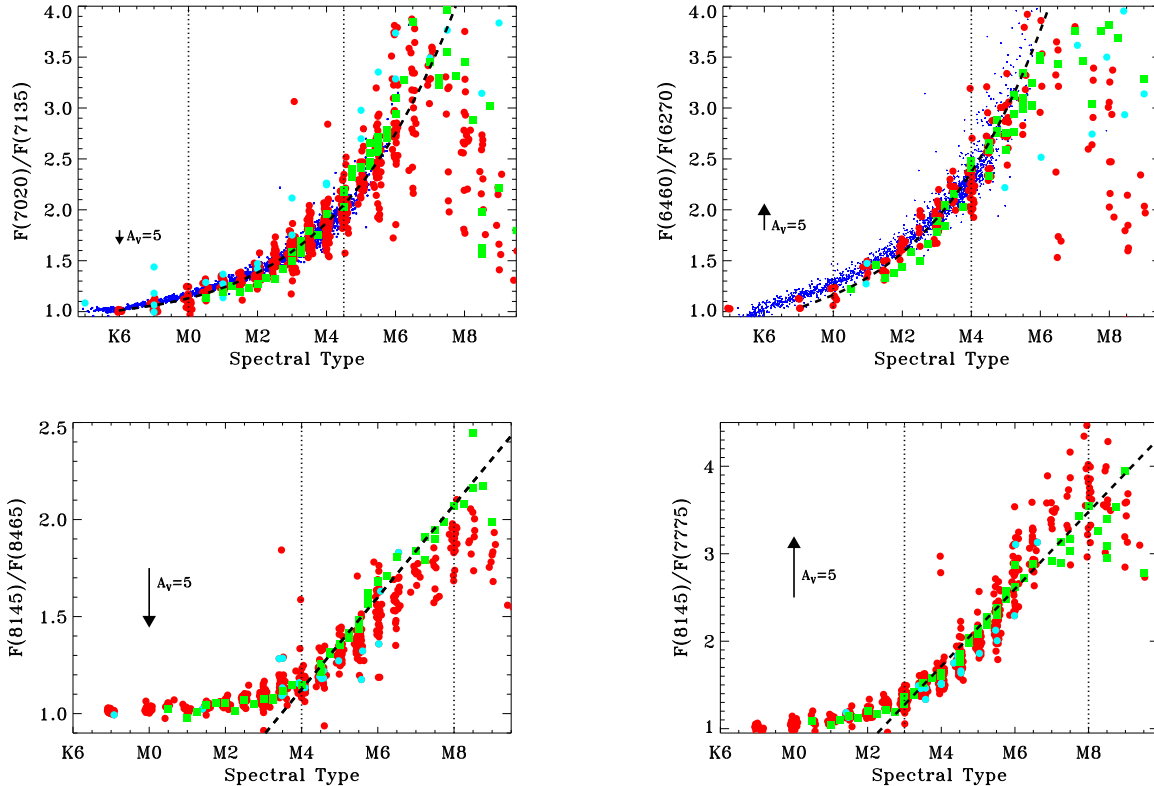 4.0
3.5
3.0
2.5
2.0
1.5
1.0
F(7020)/F(7135)
A_V=5
K6 M0 M2 M4 M6 M8
Spectral Type
4.0
3.5
3.0
2.5
2.0
1.5
1.0
F(6460)/F(6270)
A_V=5
K6 M0 M2 M4 M6 M8
Spectral Type
2.5
2.0
1.5
1.0
F(8145)/F(8465)
A_V=5
K6 M0 M2 M4 M6 M8
Spectral Type
4
3
2
1
F(8145)/F(7775)
A_V=5
K6 M0 M2 M4 M6 M8
Spectral Type